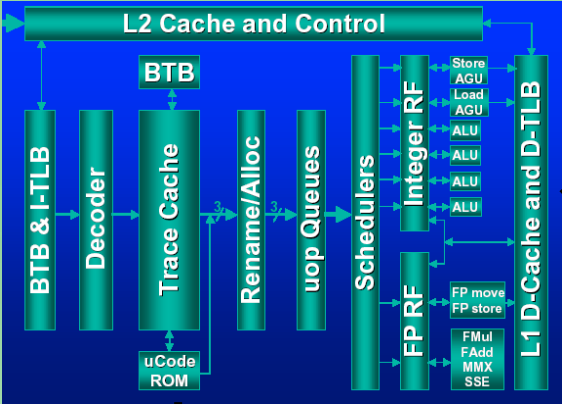 L2 Cache and Control
BTB
BTB & I-TLB
Decoder
Trace Cache
3
Rename/Alloc
3
uop Queues
Schedulers
Integer RF
Store
AGU
Load
AGU
ALU
ALU
ALU
ALU
FP RF
FP move
FP store
FMul
FAdd
MMX
SSE
L1 D-Cache and D-TLB
uCode
ROM